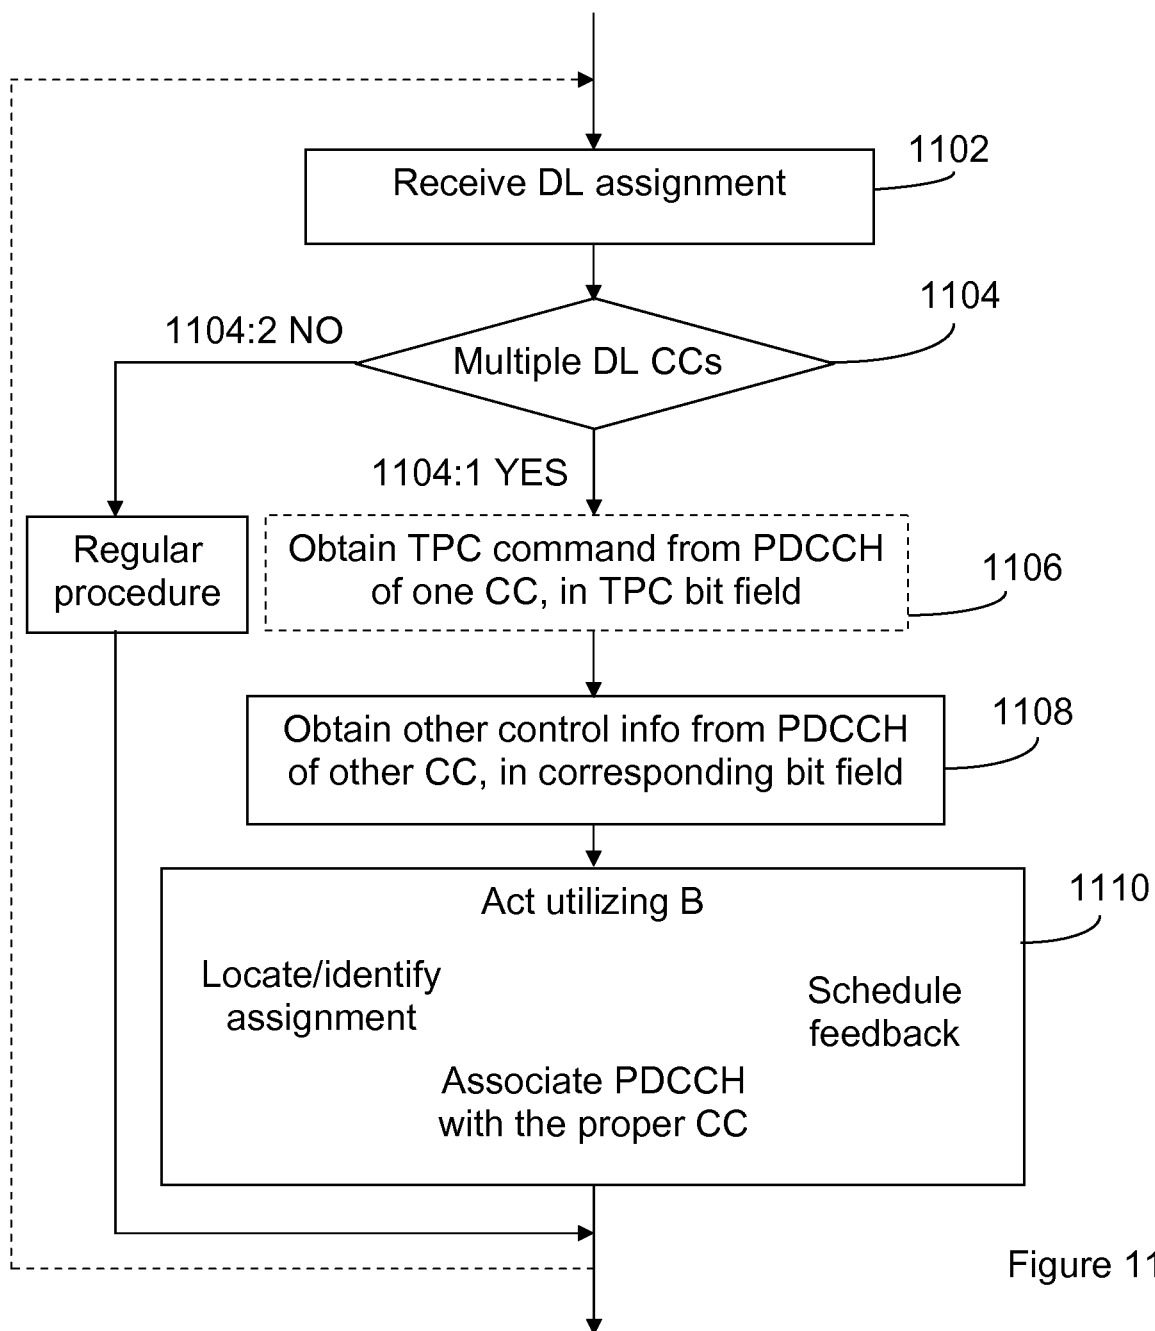 1102
Receive DL assignment
1104
1104:2 NO
Multiple DL CCs
1104:1 YES
Regular
procedure
Obtain TPC command from PDCCH
of one CC, in TPC bit field
1106
1108
Obtain other control info from PDCCH
of other CC, in corresponding bit field
1110
Act utilizing B
Locate/identify
assignment
Schedule
feedback
Associate PDCCH
with the proper CC
Figure 11